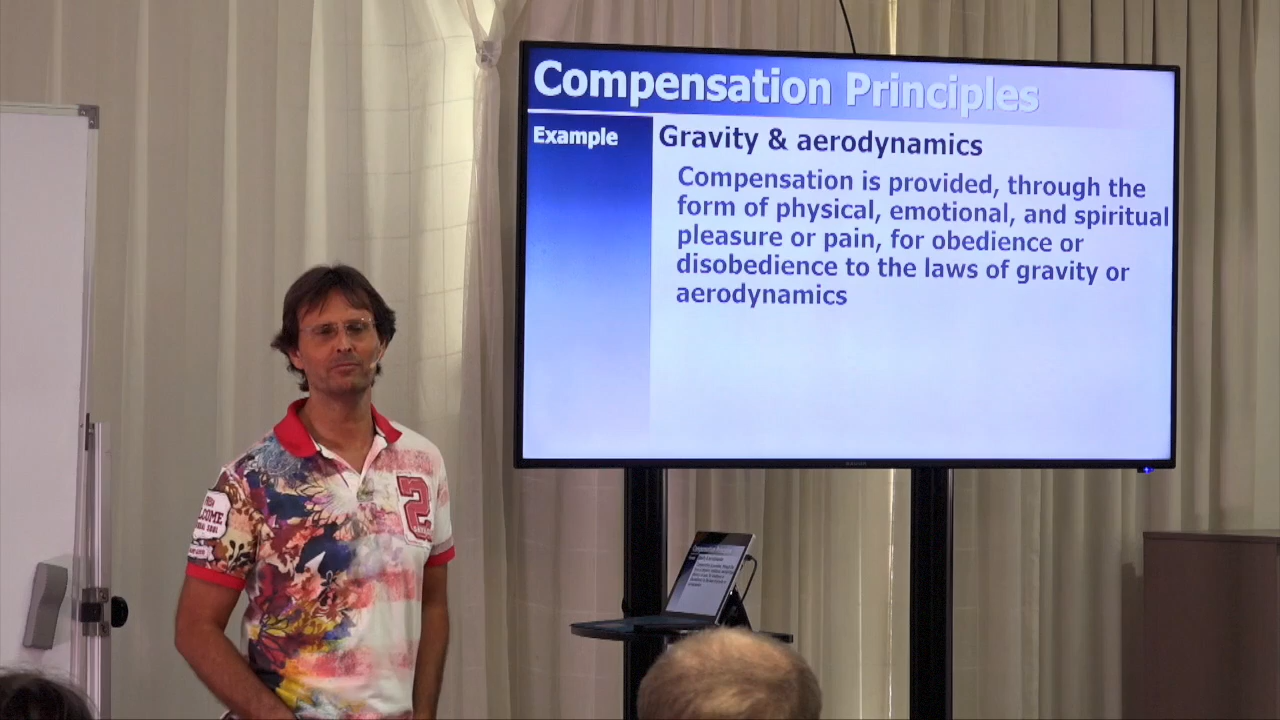 Compensation Principles
Example
Gravity & aerodynamics
Compensation is provided, through the
form of physical, emotional, and spiritual
pleasure or pain, for obedience or
disobedience to the laws of gravity or
aerodynamics
2